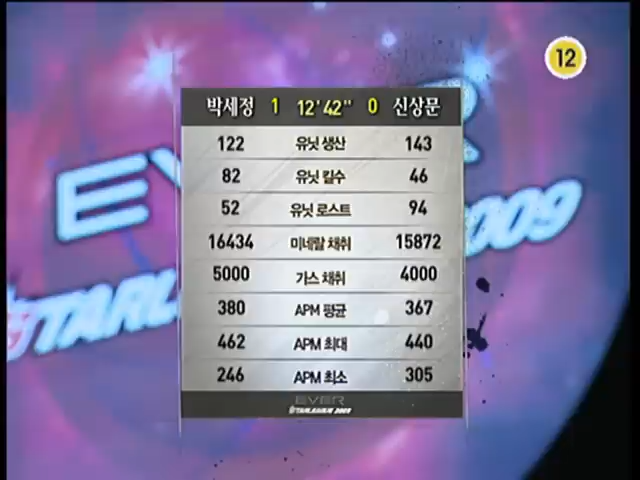 12
박세정 1 12'42" 0 신상문
122 유닛 생산 143
82 유닛 킬수 46
52 유닛 로스트 94
16434 미네랄 채취 15872
5000 가스 채취 4000
380 APM 평균 367
462 APM 최대 440
246 APM 최소 305
EVER
STARLEAGUE 2009